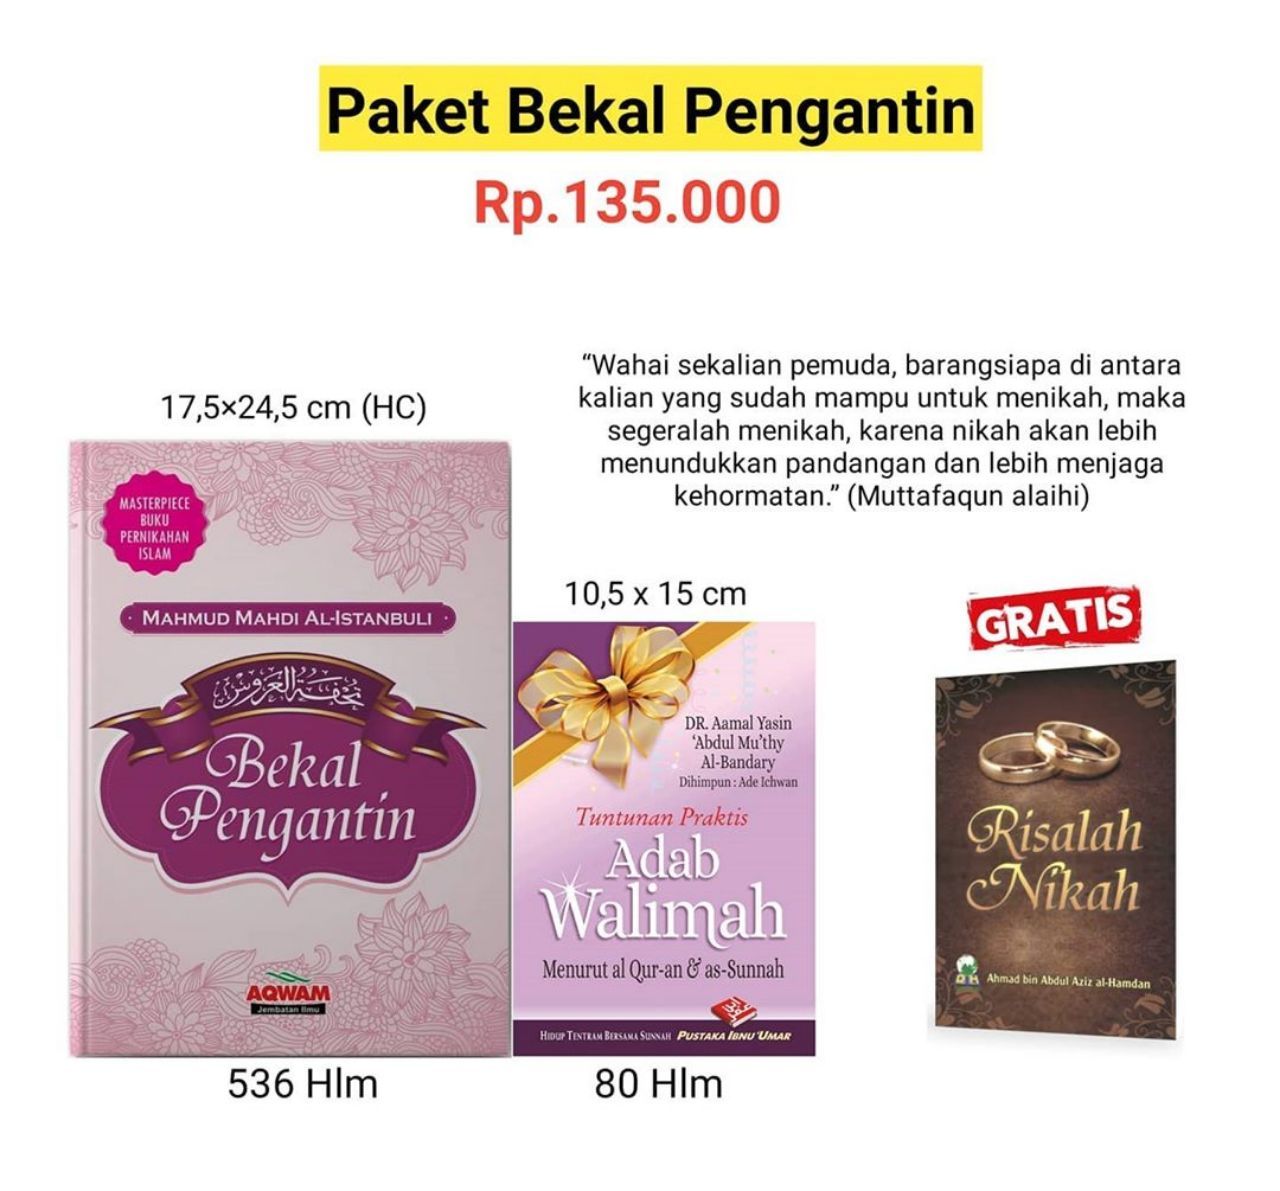 Paket Bekal Pengantin
Rp.135.000
“Wahai sekalian pemuda, barangsiapa di antara
kalian yang sudah mampu untuk menikah, maka
segeralah menikah, karena nikah akan lebih
menundukkan pandangan dan lebih menjaga
kehormatan.” (Muttafaqun alaihi)
17,5×24,5 cm (HC)
MASTERPIECE
BUKU
PERNIKAHAN
ISLAM
MAHMUD MAHDI AL-ISTANBULI
تحفة العروس
Bekal
Pengantin
AQWAM
Jembatan Ilmu
536 Hlm
10,5 x 15 cm
DR. Aamal Yasin
‘Abdul Mu’thy
Al-Bandary
Dihimpun : Ade Ichwan
Tuntunan Praktis
Adab
Walimah
Menurut al Qur-an & as-Sunnah
HIDUP TENTRAM BERSAMA SUNNAH PUSTAKA IBNU ‘UMAR
80 Hlm
GRATIS
Risalah
Nikah
Ahmad bin Abdul Aziz al-Hamdan